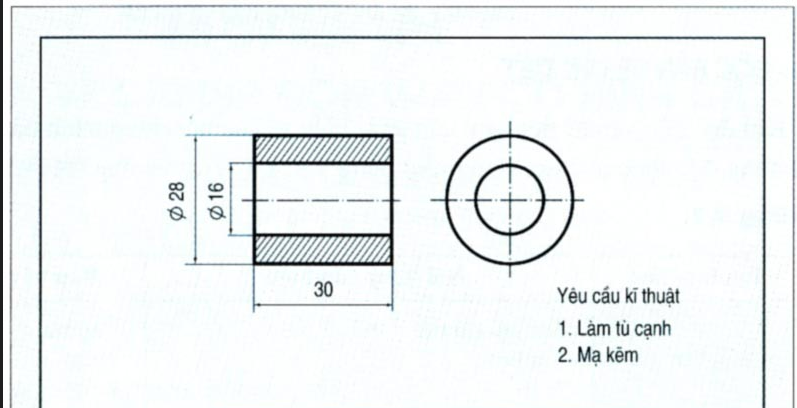 Ø 28
Ø 16
30
Yêu cầu kĩ thuật
1. Làm tù cạnh
2. Mạ kẽm